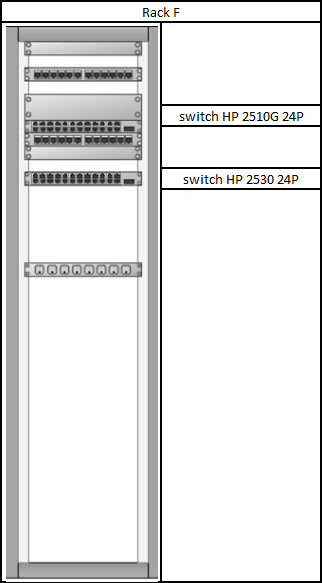 Rack F
switch HP 2510G 24P
switch HP 2530 24P